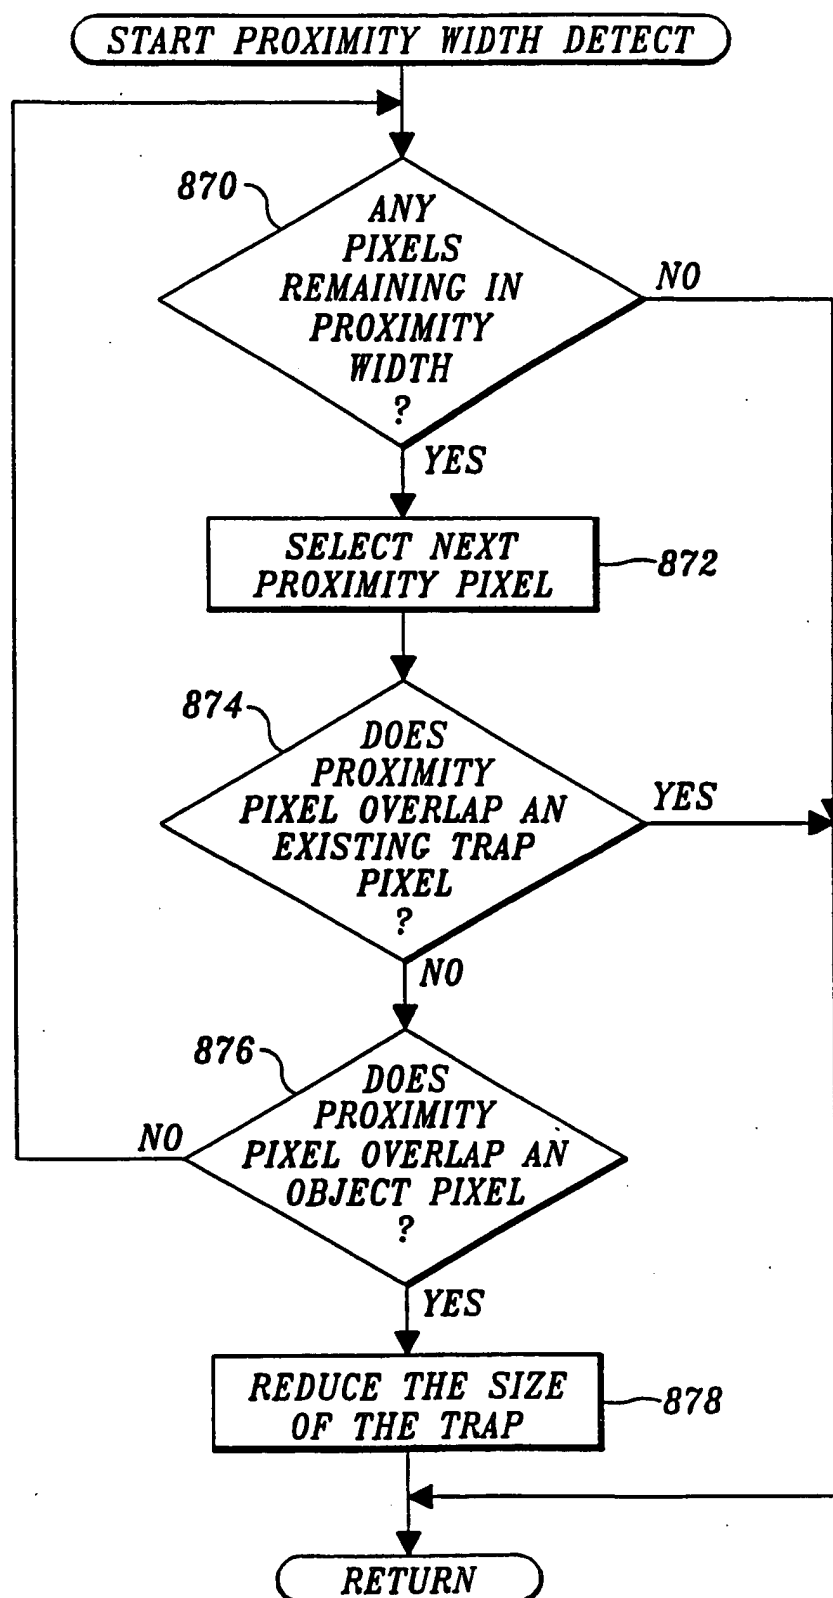 START PROXIMITY WIDTH DETECT
870
ANY
PIXELS
REMAINING IN
PROXIMITY
WIDTH
?
NO
YES
SELECT NEXT
PROXIMITY PIXEL
872
874
DOES
PROXIMITY
PIXEL OVERLAP AN
EXISTING TRAP
PIXEL
?
YES
NO
876
DOES
PROXIMITY
PIXEL OVERLAP AN
OBJECT PIXEL
?
NO
YES
REDUCE THE SIZE
OF THE TRAP
878
RETURN